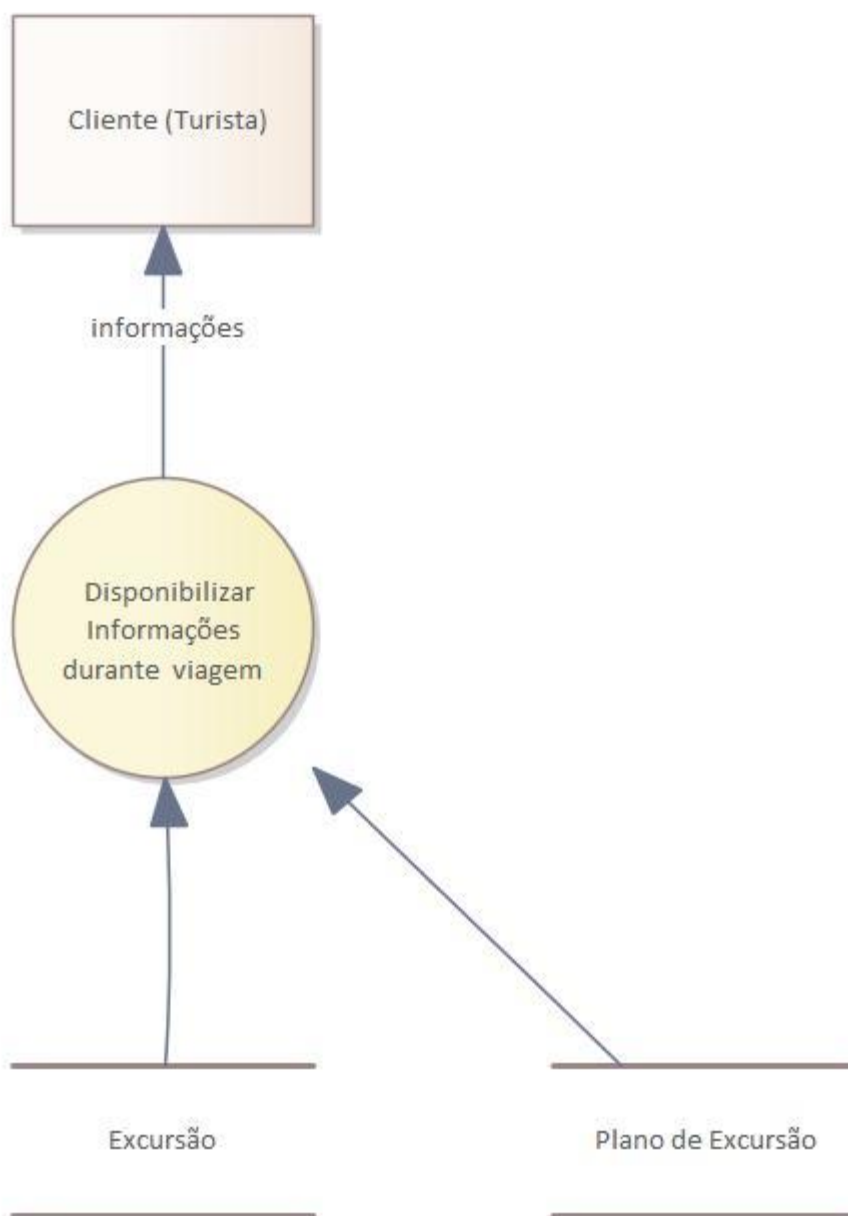 Cliente (Turista)
informações
Disponibilizar
Informações
durante viagem
Excursão
Plano de Excursão